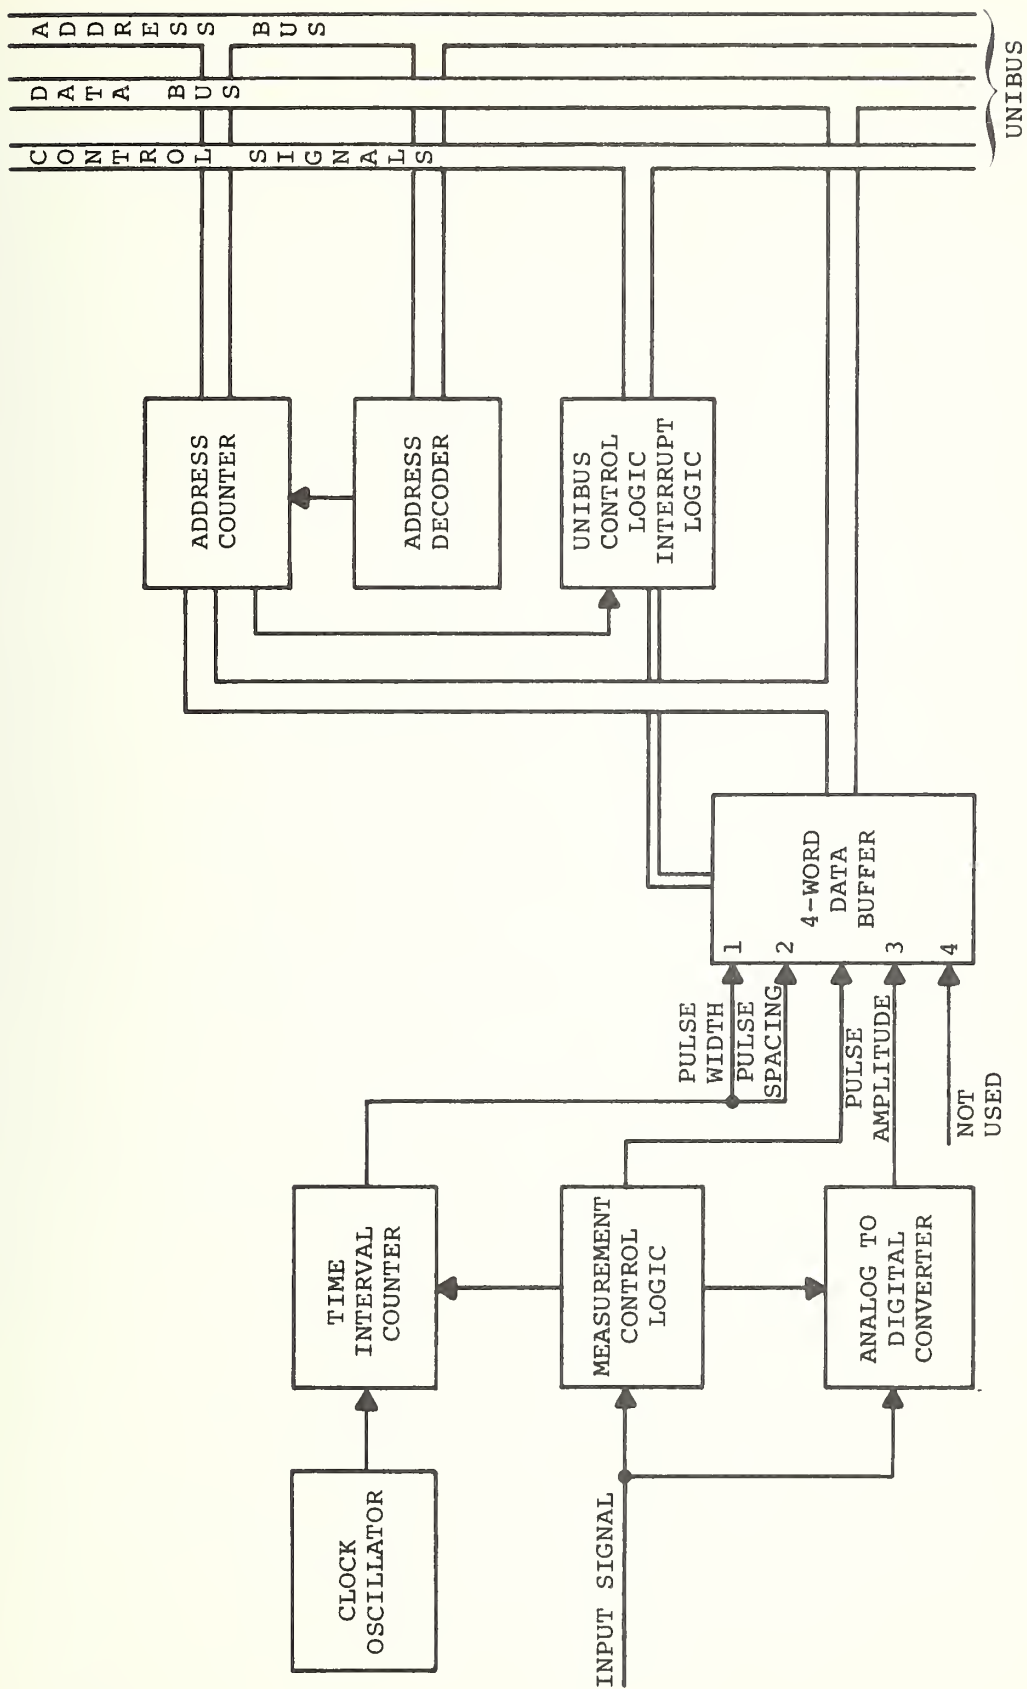 CLOCK
OSCILLATOR
TIME
INTERVAL
COUNTER
INPUT SIGNAL
MEASUREMENT
CONTROL
LOGIC
ANALOG TO
DIGITAL
CONVERTER
PULSE
WIDTH
PULSE
SPACING
PULSE
AMPLITUDE
NOT
USED
1
2
3
4
4-WORD
DATA
BUFFER
ADDRESS
COUNTER
ADDRESS
DECODER
UNIBUS
CONTROL
LOGIC
INTERRUPT
LOGIC
CONTROL SIGNALS
DATA BUS
ADDRESS BUS
UNIBUS